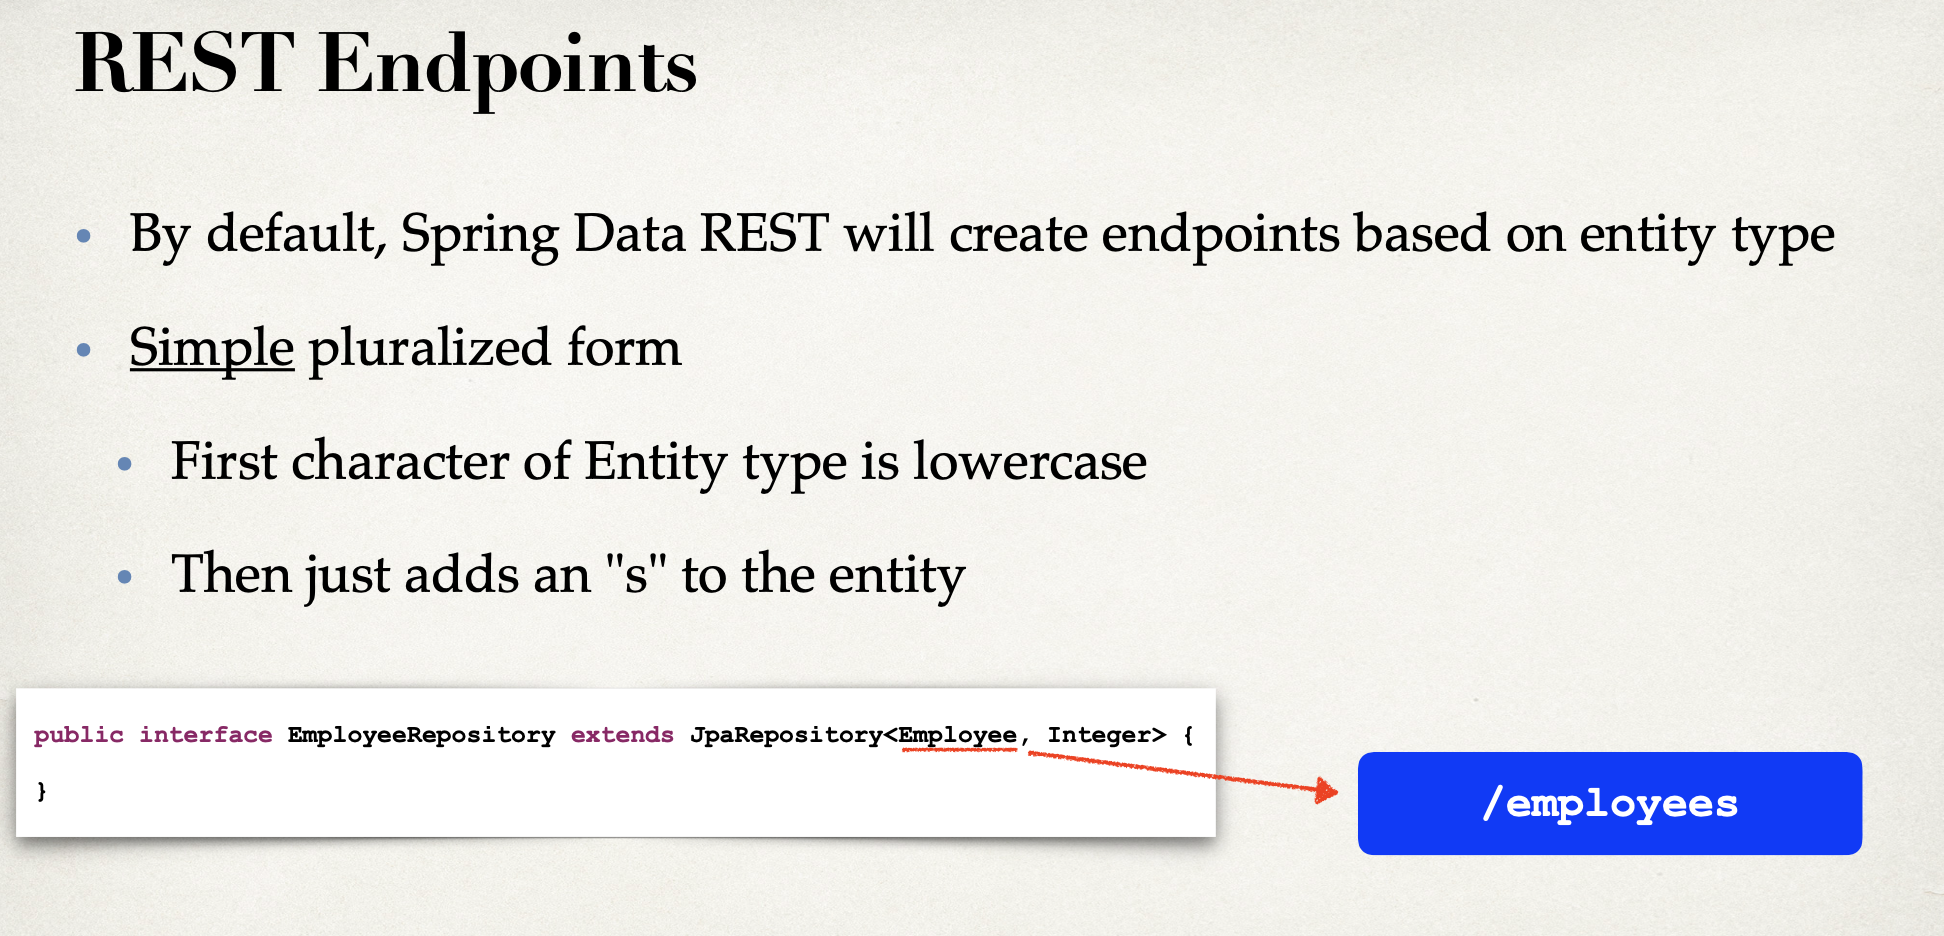 REST Endpoints
• By default, Spring Data REST will create endpoints based on entity type
• Simple pluralized form
• First character of Entity type is lowercase
• Then just adds an "s" to the entity
public interface EmployeeRepository extends JpaRepository<Employee, Integer> {
}
/employees